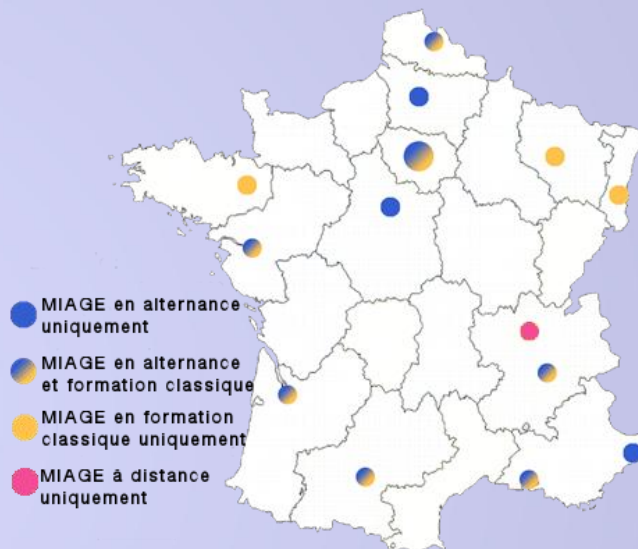 MIAGE en alternance
uniquement
MIAGE en alternance
et formation classique
MIAGE en formation
classique uniquement
MIAGE à distance
uniquement